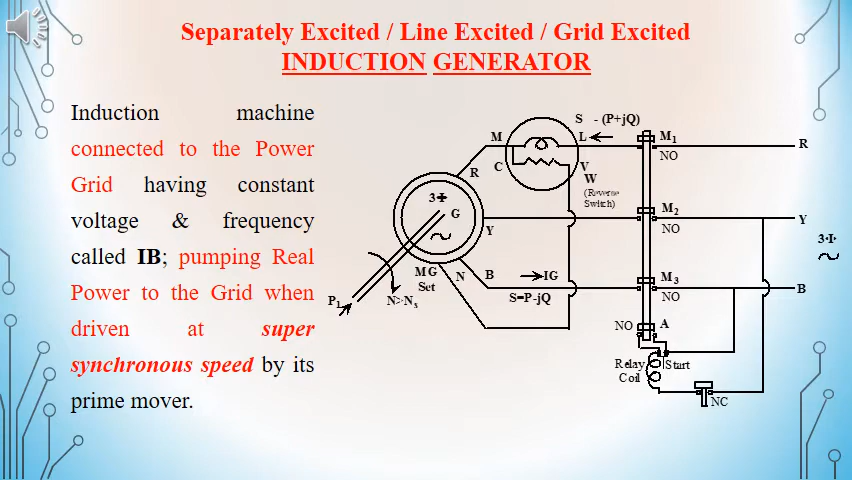 Separately Excited / Line Excited / Grid Excited
INDUCTION GENERATOR
Induction machine
connected to the Power
Grid having constant
voltage & frequency
called IB; pumping Real
Power to the Grid when
driven at super
synchronous speed by its
prime mover.
S - (P+jQ)
M
L
M1
R
NO
C
V
R
W
(Reverse
Switch)
3-Φ
G
M2
Y
NO
Y
3-Φ
MG
Set
N
B
IG
M3
B
NO
S=P-jQ
PL
N>Ns
NO
A
Relay
Coil
Start
NC